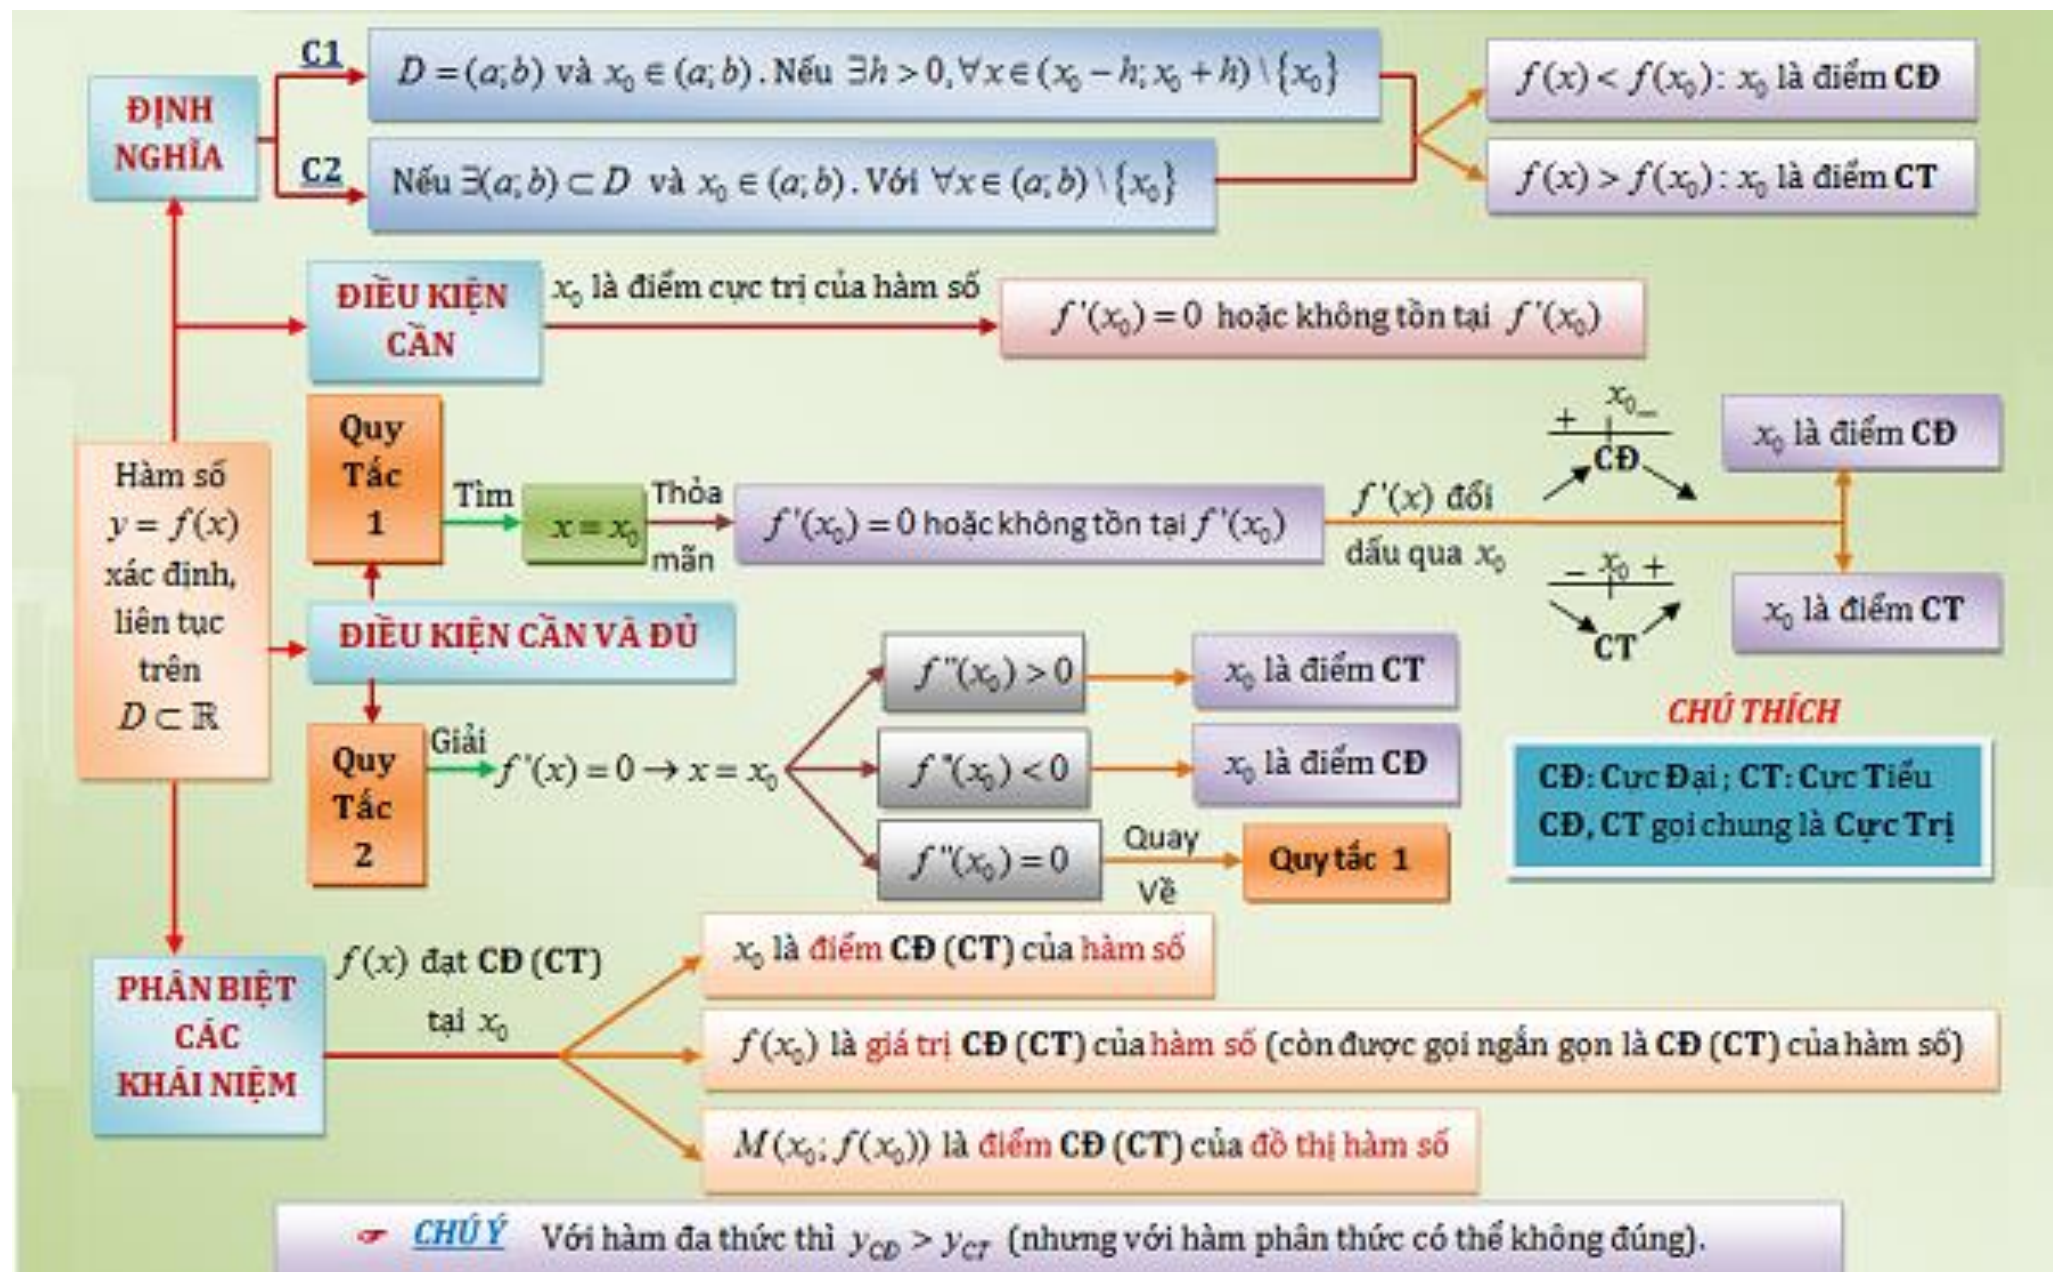 ĐỊNH
NGHĨA
C1
D = (a;b) và x₀ ∈ (a;b). Nếu ∃h > 0, ∀x ∈ (x₀ − h; x₀ + h) \ {x₀}
C2
Nếu ∃(a;b) ⊂ D và x₀ ∈ (a;b). Với ∀x ∈ (a;b) \ {x₀}
f(x) < f(x₀): x₀ là điểm CĐ
f(x) > f(x₀): x₀ là điểm CT
ĐIỀU KIỆN
CẦN
x₀ là điểm cực trị của hàm số
f'(x₀) = 0 hoặc không tồn tại f'(x₀)
Hàm số
y = f(x)
xác định,
liên tục
trên
D ⊂ ℝ
Quy
Tắc
1
Tìm
x = x₀
Thỏa
mãn
f'(x₀) = 0 hoặc không tồn tại f'(x₀)
f'(x) đổi
dấu qua x₀
+ x₀ −
CĐ
x₀ là điểm CĐ
− x₀ +
CT
x₀ là điểm CT
ĐIỀU KIỆN CẦN VÀ ĐỦ
Quy
Tắc
2
Giải
f'(x) = 0 → x = x₀
f''(x₀) > 0
x₀ là điểm CT
f''(x₀) < 0
x₀ là điểm CĐ
f''(x₀) = 0
Quay
Về
Quy tắc 1
CHÚ THÍCH
CĐ: Cực Đại; CT: Cực Tiểu
CĐ, CT gọi chung là Cực Trị
PHÂN BIỆT
CÁC
KHÁI NIỆM
f(x) đạt CĐ (CT)
tại x₀
x₀ là điểm CĐ (CT) của hàm số
f(x₀) là giá trị CĐ (CT) của hàm số (còn được gọi ngắn gọn là CĐ (CT) của hàm số)
M(x₀; f(x₀)) là điểm CĐ (CT) của đồ thị hàm số
☞ CHÚ Ý Với hàm đa thức thì y_CĐ > y_CT (nhưng với hàm phân thức có thể không đúng).